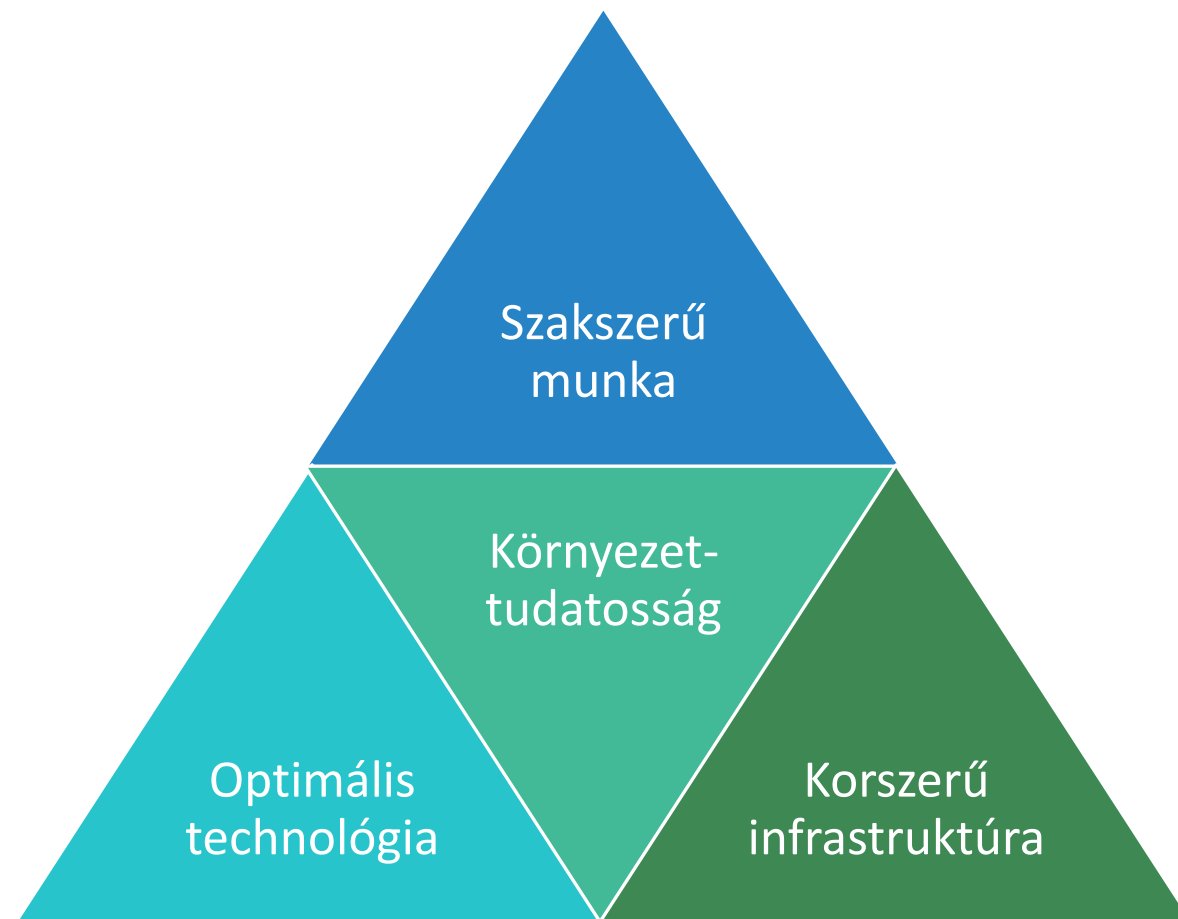 Szakszerű
munka
Környezet-
tudatosság
Optimális
technológia
Korszerű
infrastruktúra